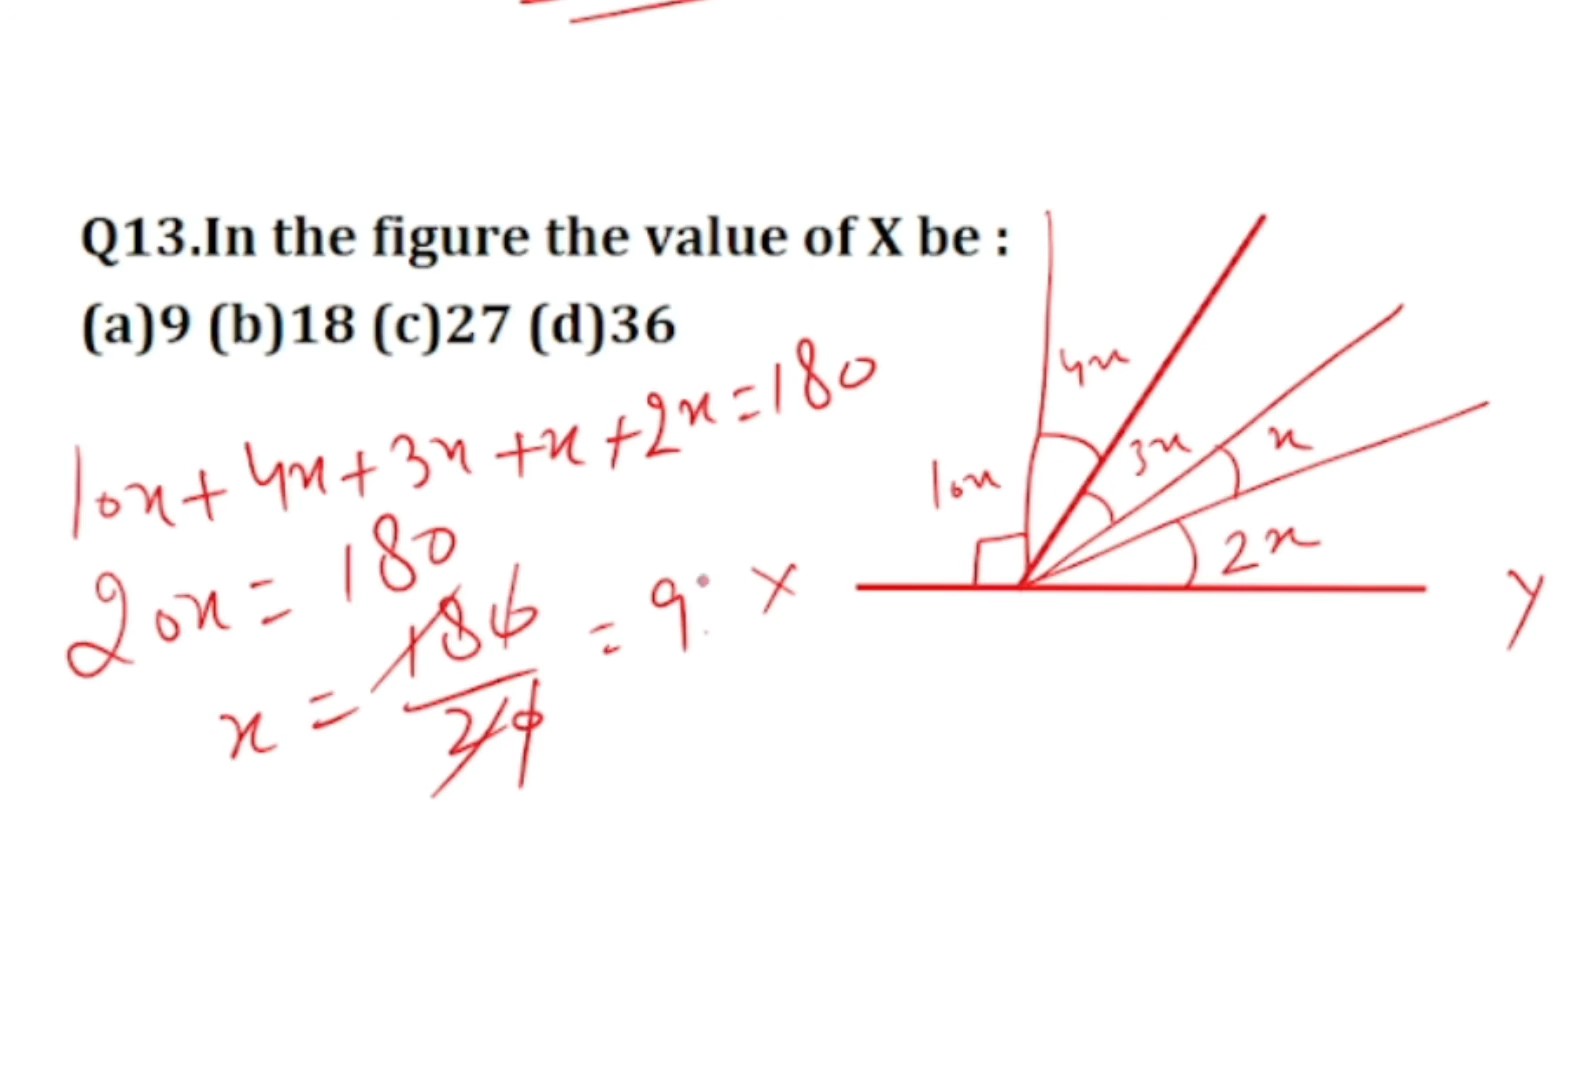 Q13.In the figure the value of X be :
(a)9 (b)18 (c)27 (d)36
10x+4x+3x+x+2x=180
20x=180
x=180/20=9° X
4x
3x
x
10x
2x
y